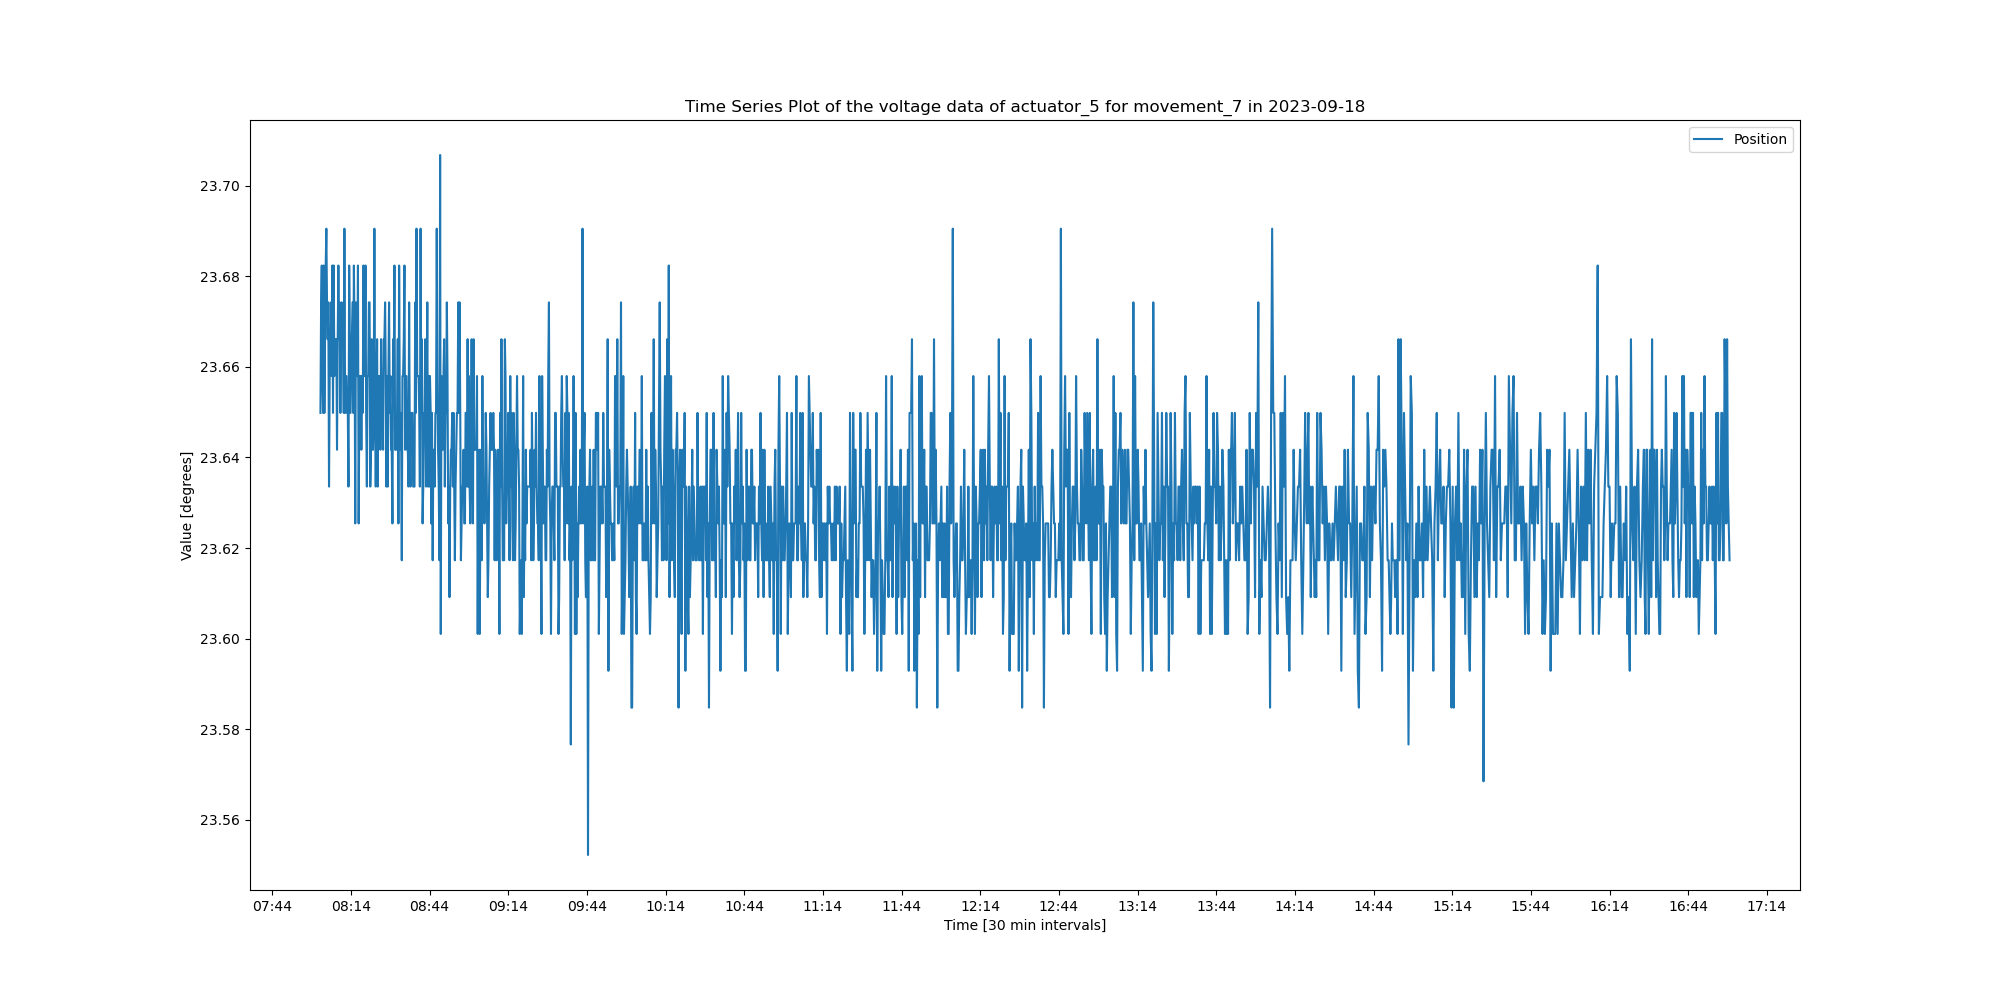 Time Series Plot of the voltage data of actuator_5 for movement_7 in 2023-09-18
Position
23.70
23.68
23.66
23.64
23.62
23.60
23.58
23.56
Value [degrees]
07:44 08:14 08:44 09:14 09:44 10:14 10:44 11:14 11:44 12:14 12:44 13:14 13:44 14:14 14:44 15:14 15:44 16:14 16:44 17:14
Time [30 min intervals]